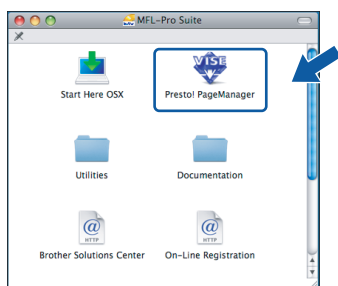 MFL-Pro Suite
VISE
Start Here OSX
Presto! PageManager
Utilities
Documentation
@
HTTP
@
HTTP
Brother Solutions Center
On-Line Registration